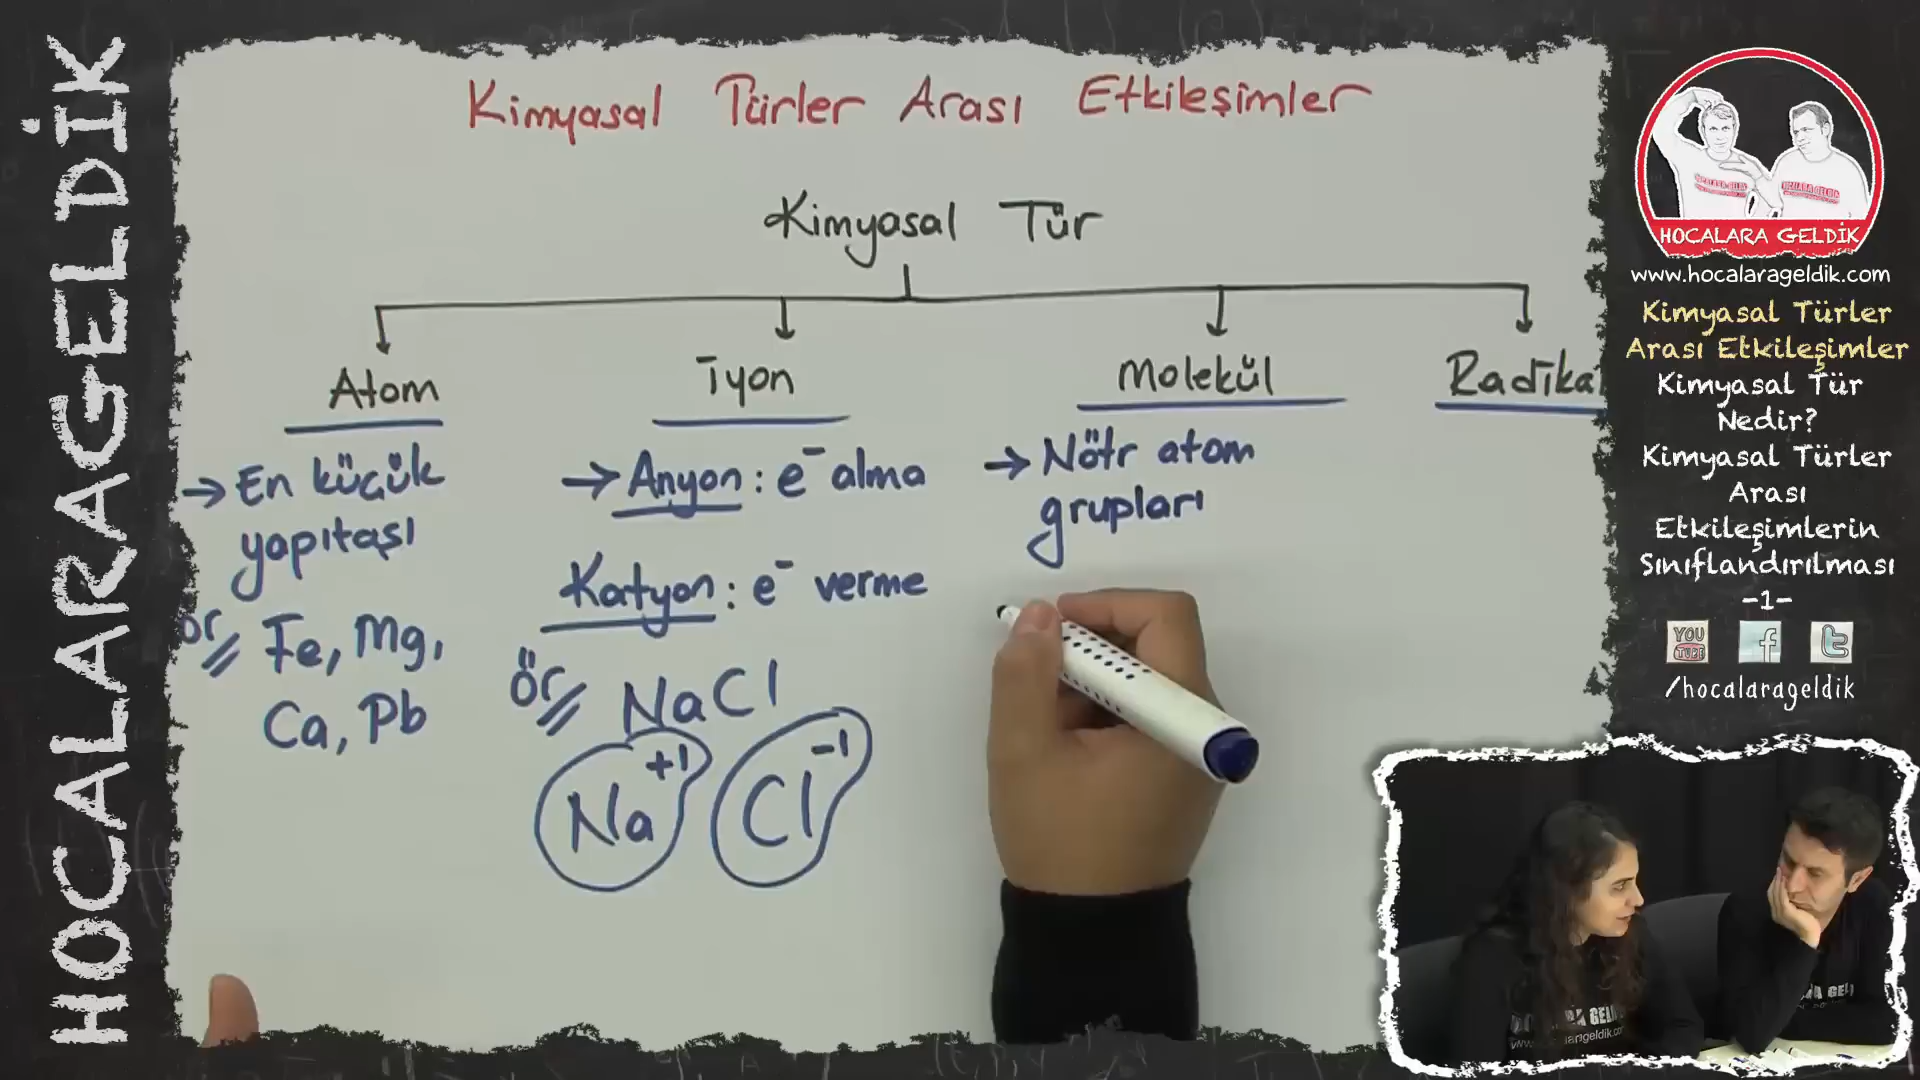 HOCALARAGELDİK
Kimyasal Türler Arası Etkileşimler
Kimyasal Tür
Atom
İyon
Molekül
Radika
→ En küçük
yapıtaşı
ör Fe, Mg,
Ca, Pb
→ Anyon : e⁻ alma
Katyon : e⁻ verme
ör NaCl
Na⁺¹ Cl⁻¹
→ Nötr atom
grupları
HOCALARA GELDİK
www.hocalarageldik.com
Kimyasal Türler
Arası Etkileşimler
Kimyasal Tür
Nedir?
Kimyasal Türler
Arası
Etkileşimlerin
Sınıflandırılması
-1-
YOU
TUBE
/hocalarageldik